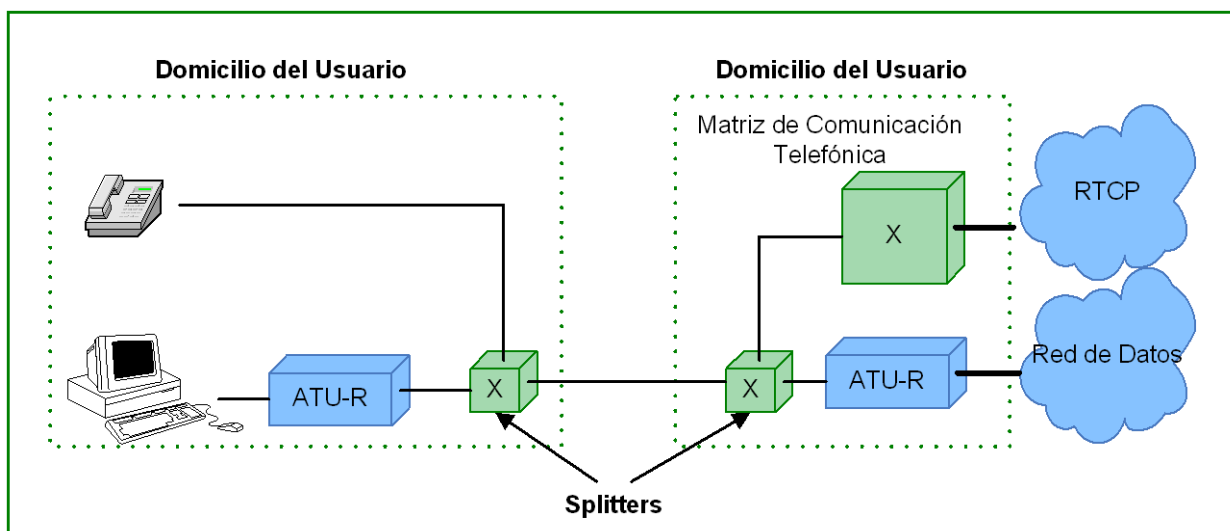 Domicilio del Usuario
Domicilio del Usuario
Matriz de Comunicación
Telefónica
RTCP
X
Red de Datos
ATU-R
X
X
ATU-R
Splitters